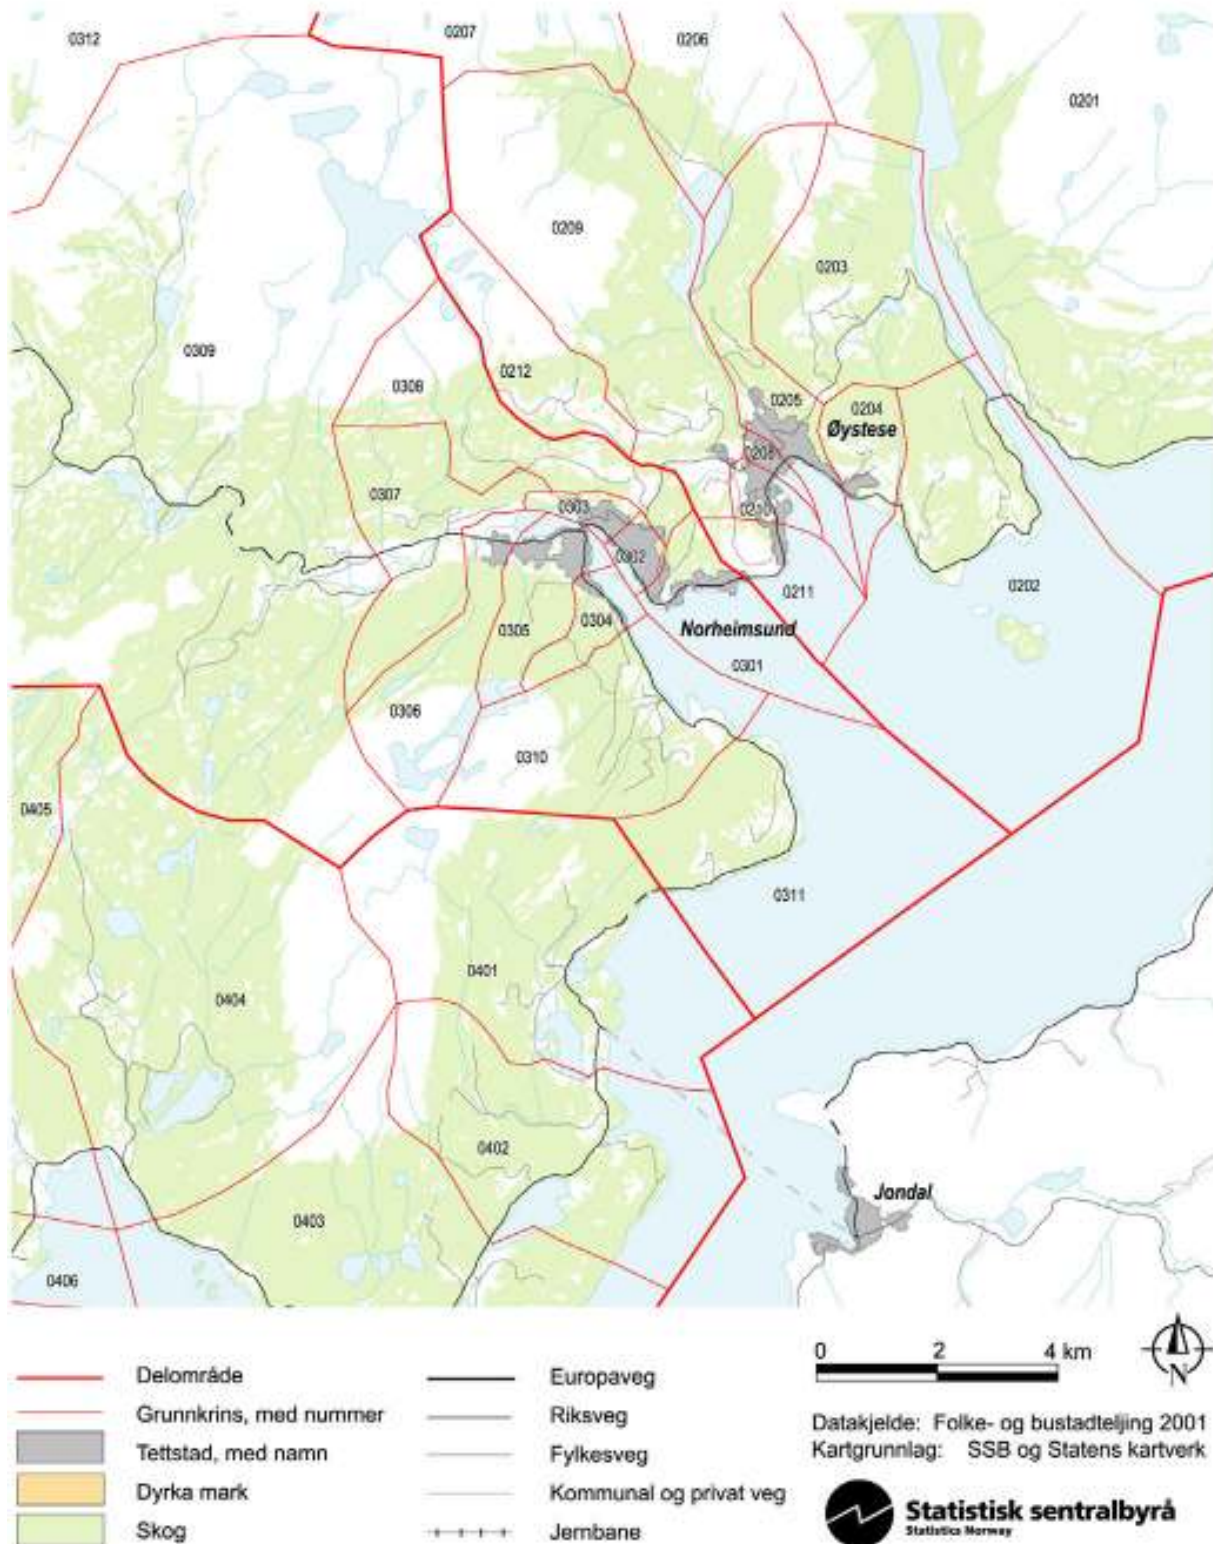 0312
0207
0206
0201
0209
0203
0309
0212
0308
0205
0204
Øystese
0208
0307
0303
0210
0302
0211
0202
0304
0305
Norheimsund
0301
0306
0310
0405
0311
0401
0404
0402
Jondal
0403
0406
0 2 4 km
N
Delområde
Grunnkrins, med nummer
Tettstad, med namn
Dyrka mark
Skog
Europaveg
Riksveg
Fylkesveg
Kommunal og privat veg
Jernbane
Datakjelde: Folke- og bustadteljing 2001
Kartgrunnlag: SSB og Statens kartverk
Statistisk sentralbyrå
Statistics Norway